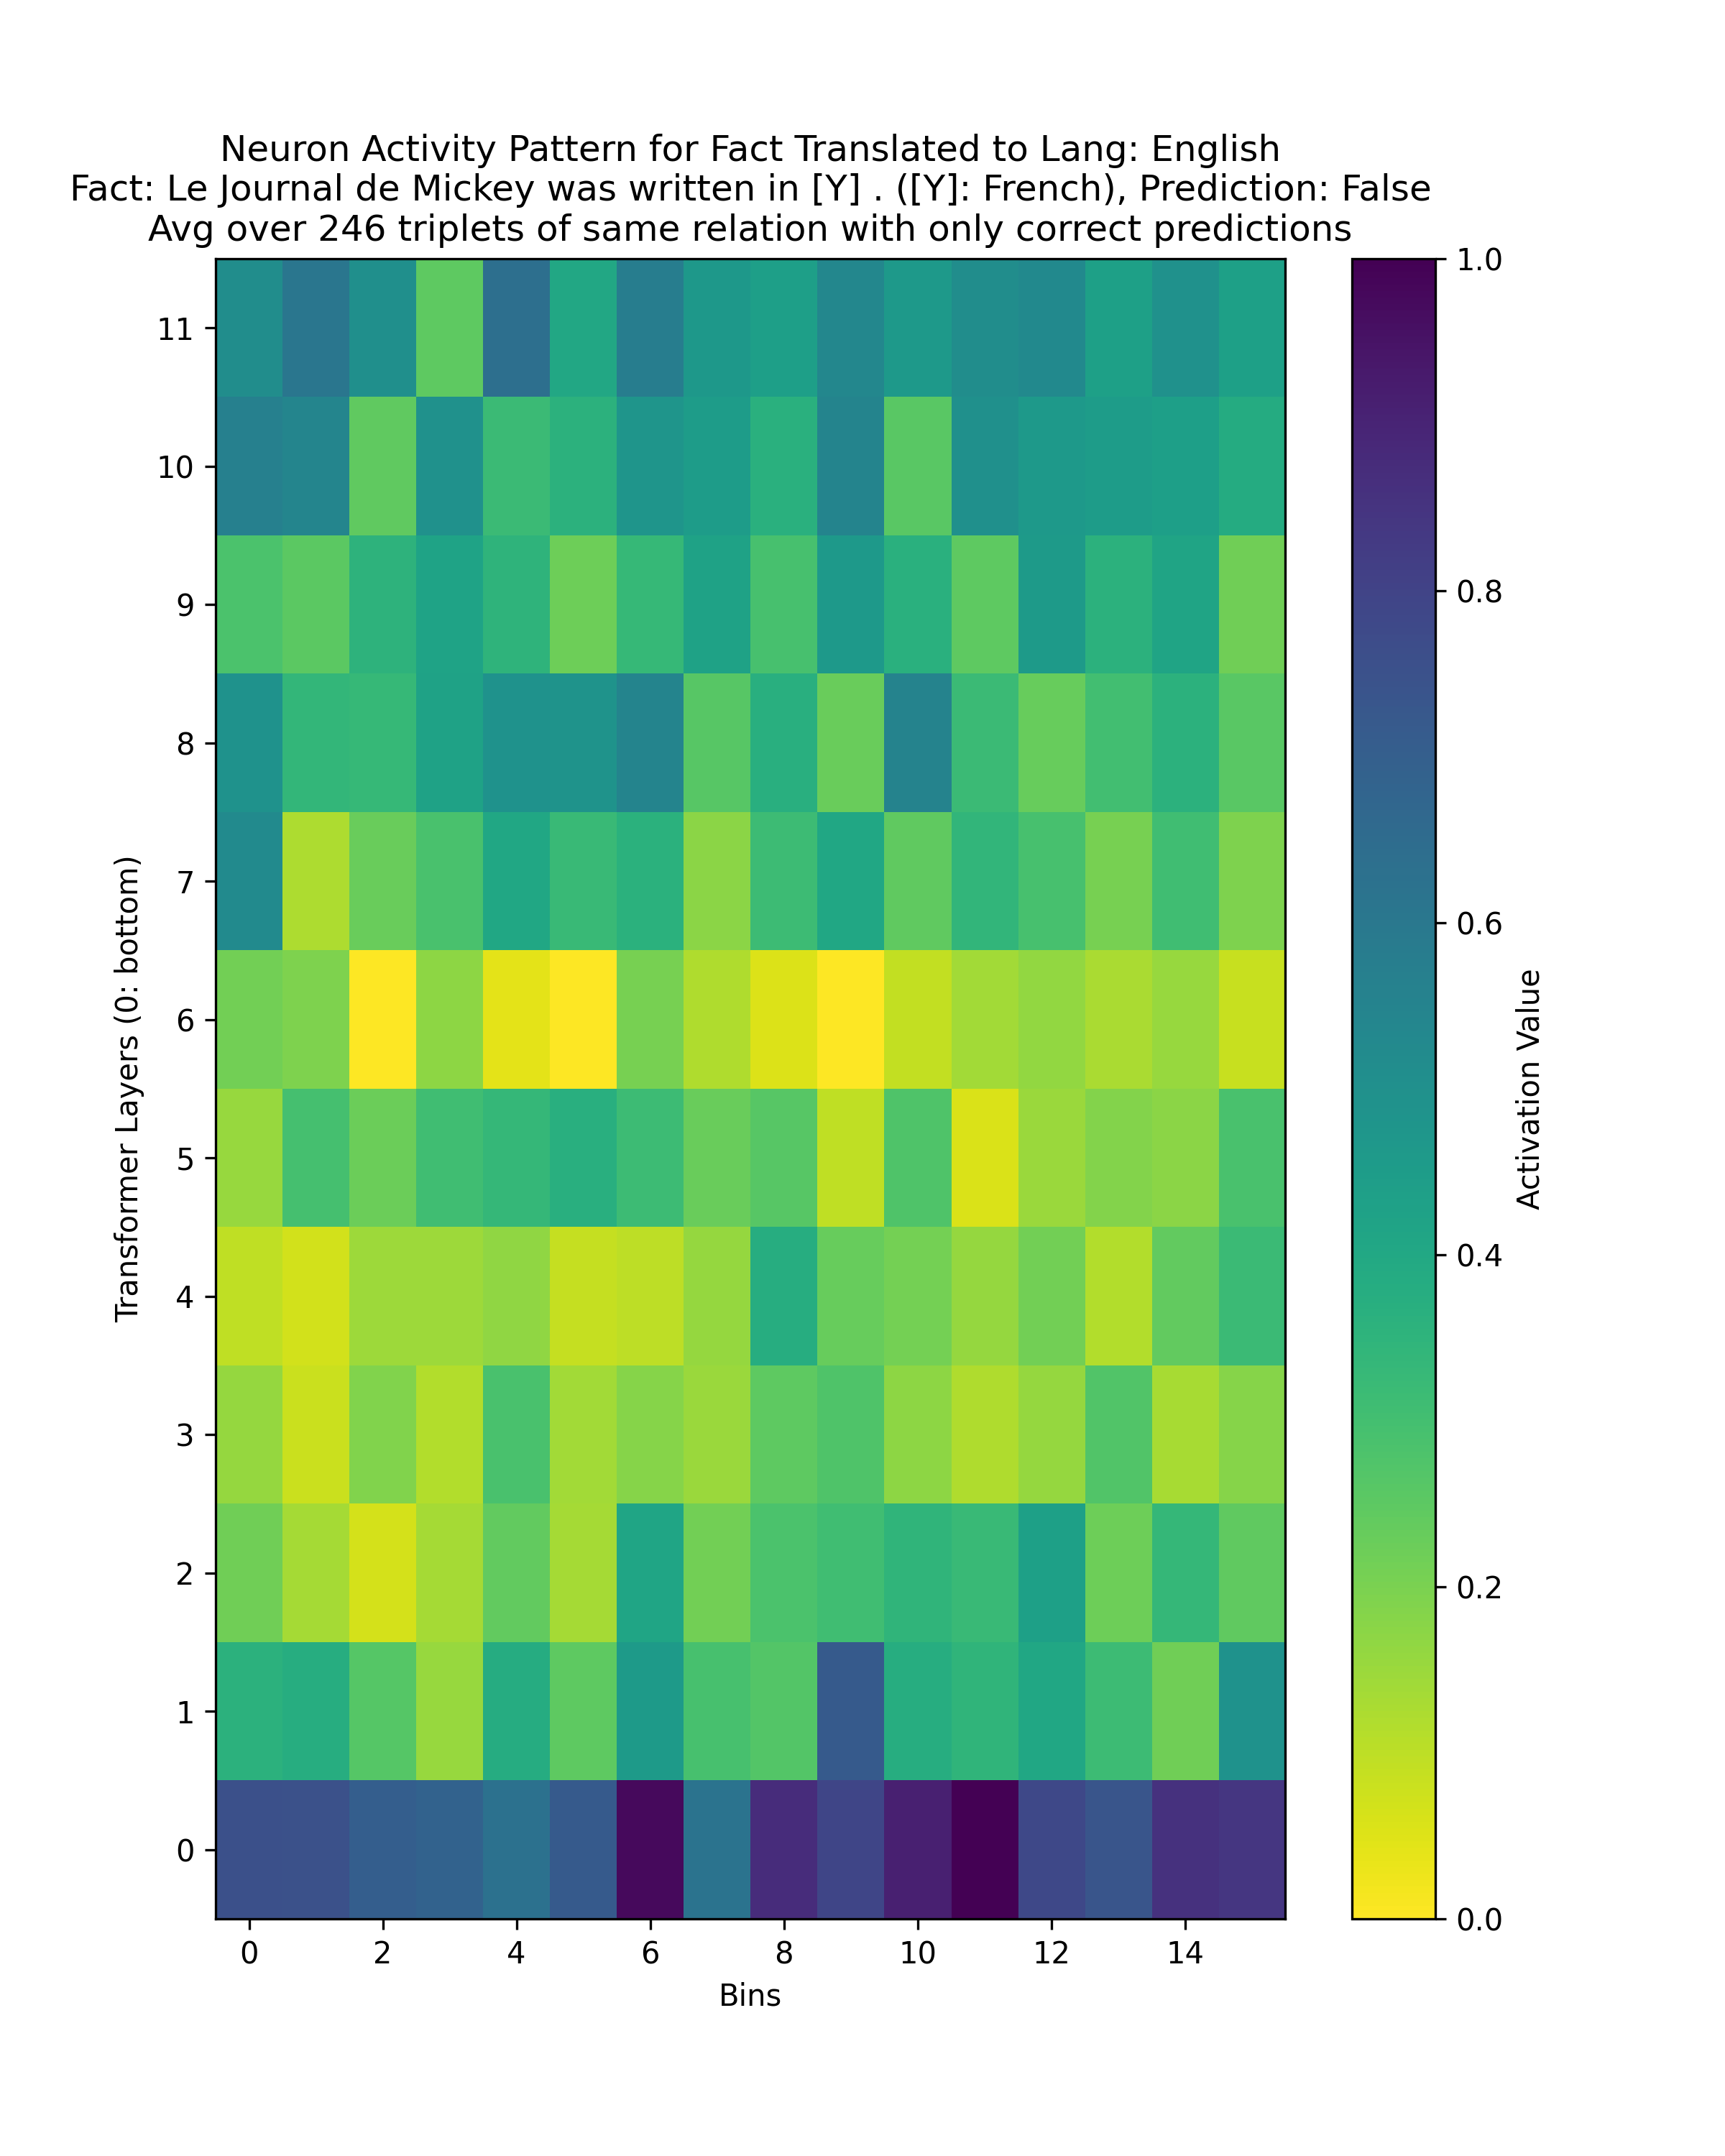 Neuron Activity Pattern for Fact Translated to Lang: English
Fact: Le Journal de Mickey was written in [Y] . ([Y]: French), Prediction: False
Avg over 246 triplets of same relation with only correct predictions
Transformer Layers (0: bottom)
11
10
9
8
7
6
5
4
3
2
1
0
0 2 4 6 8 10 12 14
Bins
1.0
0.8
0.6
0.4
0.2
0.0
Activation Value